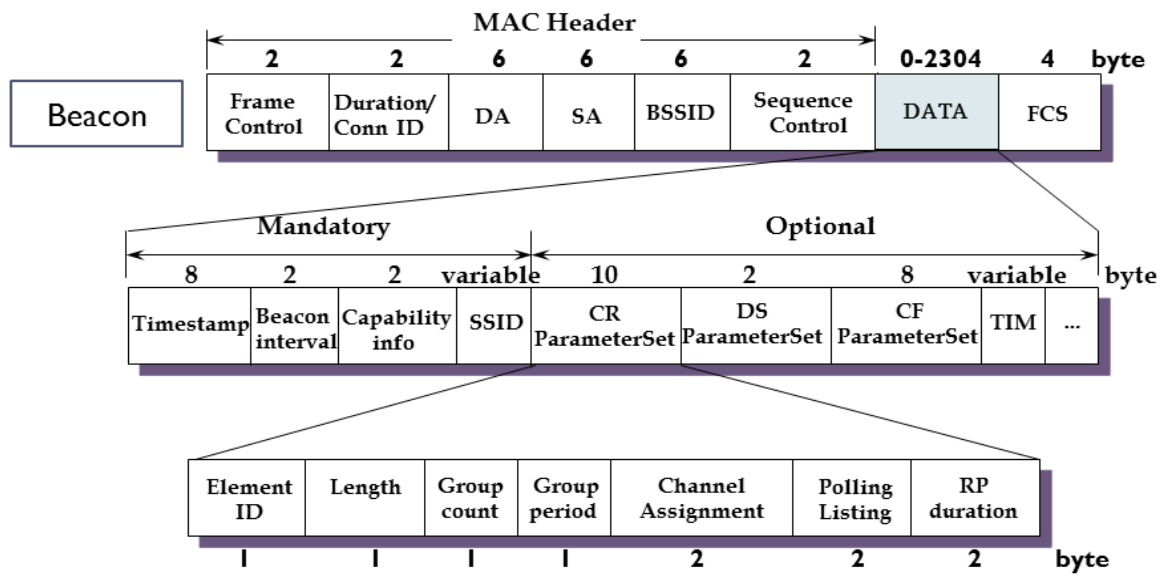 MAC Header
2 2 6 6 6 2 0-2304 4 byte
Beacon
Frame Control Duration/ Conn ID DA SA BSSID Sequence Control DATA FCS
Mandatory Optional
8 2 2 variable 10 2 8 variable byte
Timestamp Beacon interval Capability info SSID CR ParameterSet DS ParameterSet CF ParameterSet TIM ...
Element ID Length Group count Group period Channel Assignment Polling Listing RP duration
1 1 1 1 2 2 2 byte